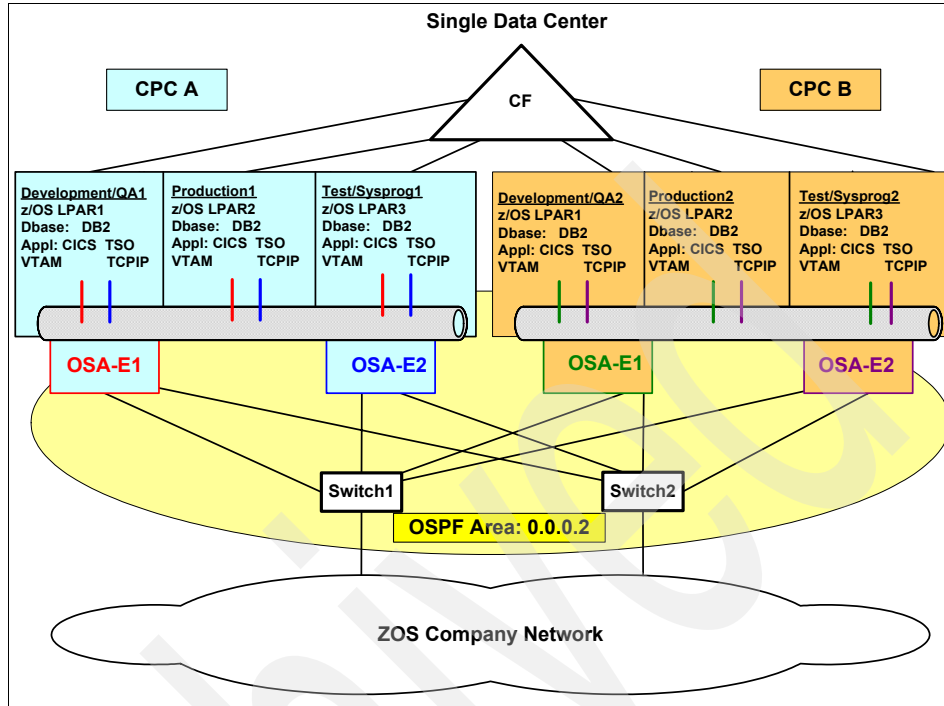 Single Data Center
CPC A
CF
CPC B
Development/QA1
z/OS LPAR1
Dbase: DB2
Appl: CICS TSO
VTAM TCPIP
Production1
z/OS LPAR2
Dbase: DB2
Appl: CICS TSO
VTAM TCPIP
Test/Sysprog1
z/OS LPAR3
Dbase: DB2
Appl: CICS TSO
VTAM TCPIP
Development/QA2
z/OS LPAR1
Dbase: DB2
Appl: CICS TSO
VTAM TCPIP
Production2
z/OS LPAR2
Dbase: DB2
Appl: CICS TSO
VTAM TCPIP
Test/Sysprog2
z/OS LPAR3
Dbase: DB2
Appl: CICS TSO
VTAM TCPIP
OSA-E1
OSA-E2
OSA-E1
OSA-E2
Switch1
Switch2
OSPF Area: 0.0.0.2
ZOS Company Network